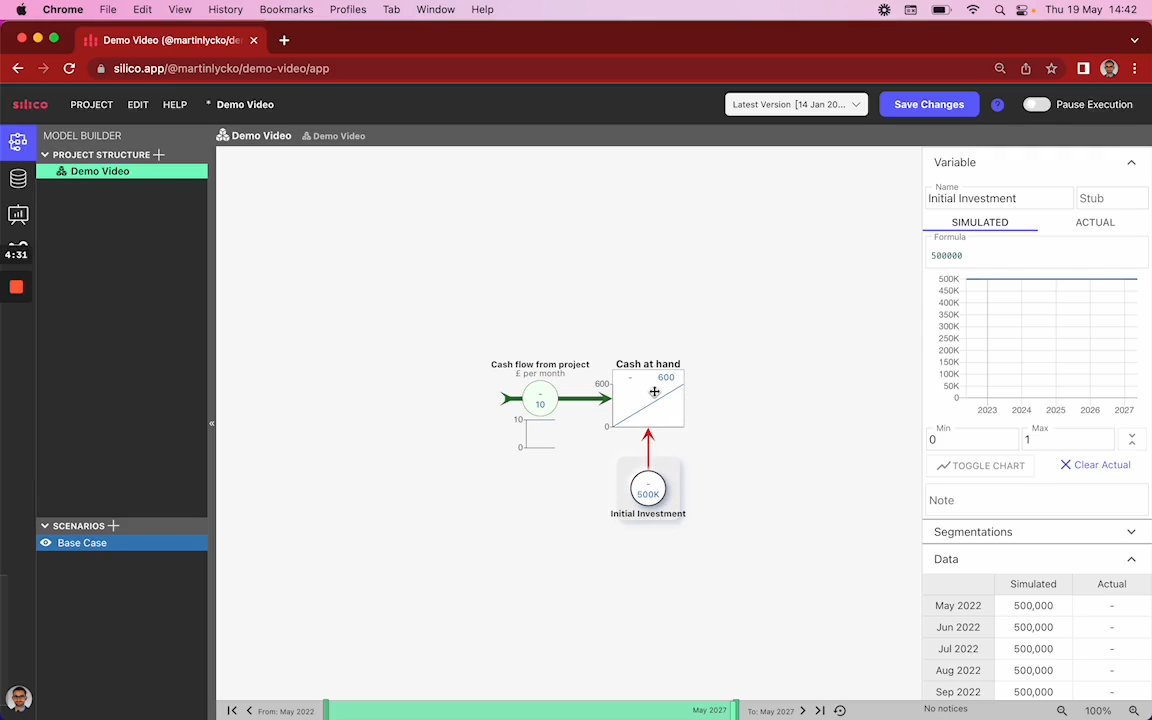 Chrome File Edit View History Bookmarks Profiles Tab Window Help Thu 19 May 14:42
Demo Video (@martinlycko/de
silico.app/@martinlycko/demo-video/app
silico PROJECT EDIT HELP * Demo Video Latest Version [14 Jan 20... Save Changes ? Pause Execution
MODEL BUILDER
Demo Video Demo Video
PROJECT STRUCTURE
Demo Video
4:31
SCENARIOS
Base Case
Cash flow from project
£ per month
-
10
10
0
Cash at hand
- 600
600
0
-
500K
Initial Investment
Variable
Name
Initial Investment
Stub
SIMULATED ACTUAL
Formula
500000
500K
450K
400K
350K
300K
250K
200K
150K
100K
50K
0
2023 2024 2025 2026 2027
Min Max
0 1
TOGGLE CHART Clear Actual
Note
Segmentations
Data
Simulated Actual
May 2022 500,000 -
Jun 2022 500,000 -
Jul 2022 500,000 -
Aug 2022 500,000 -
Sep 2022 500,000 -
From: May 2022 May 2027 To: May 2027 No notices 100%